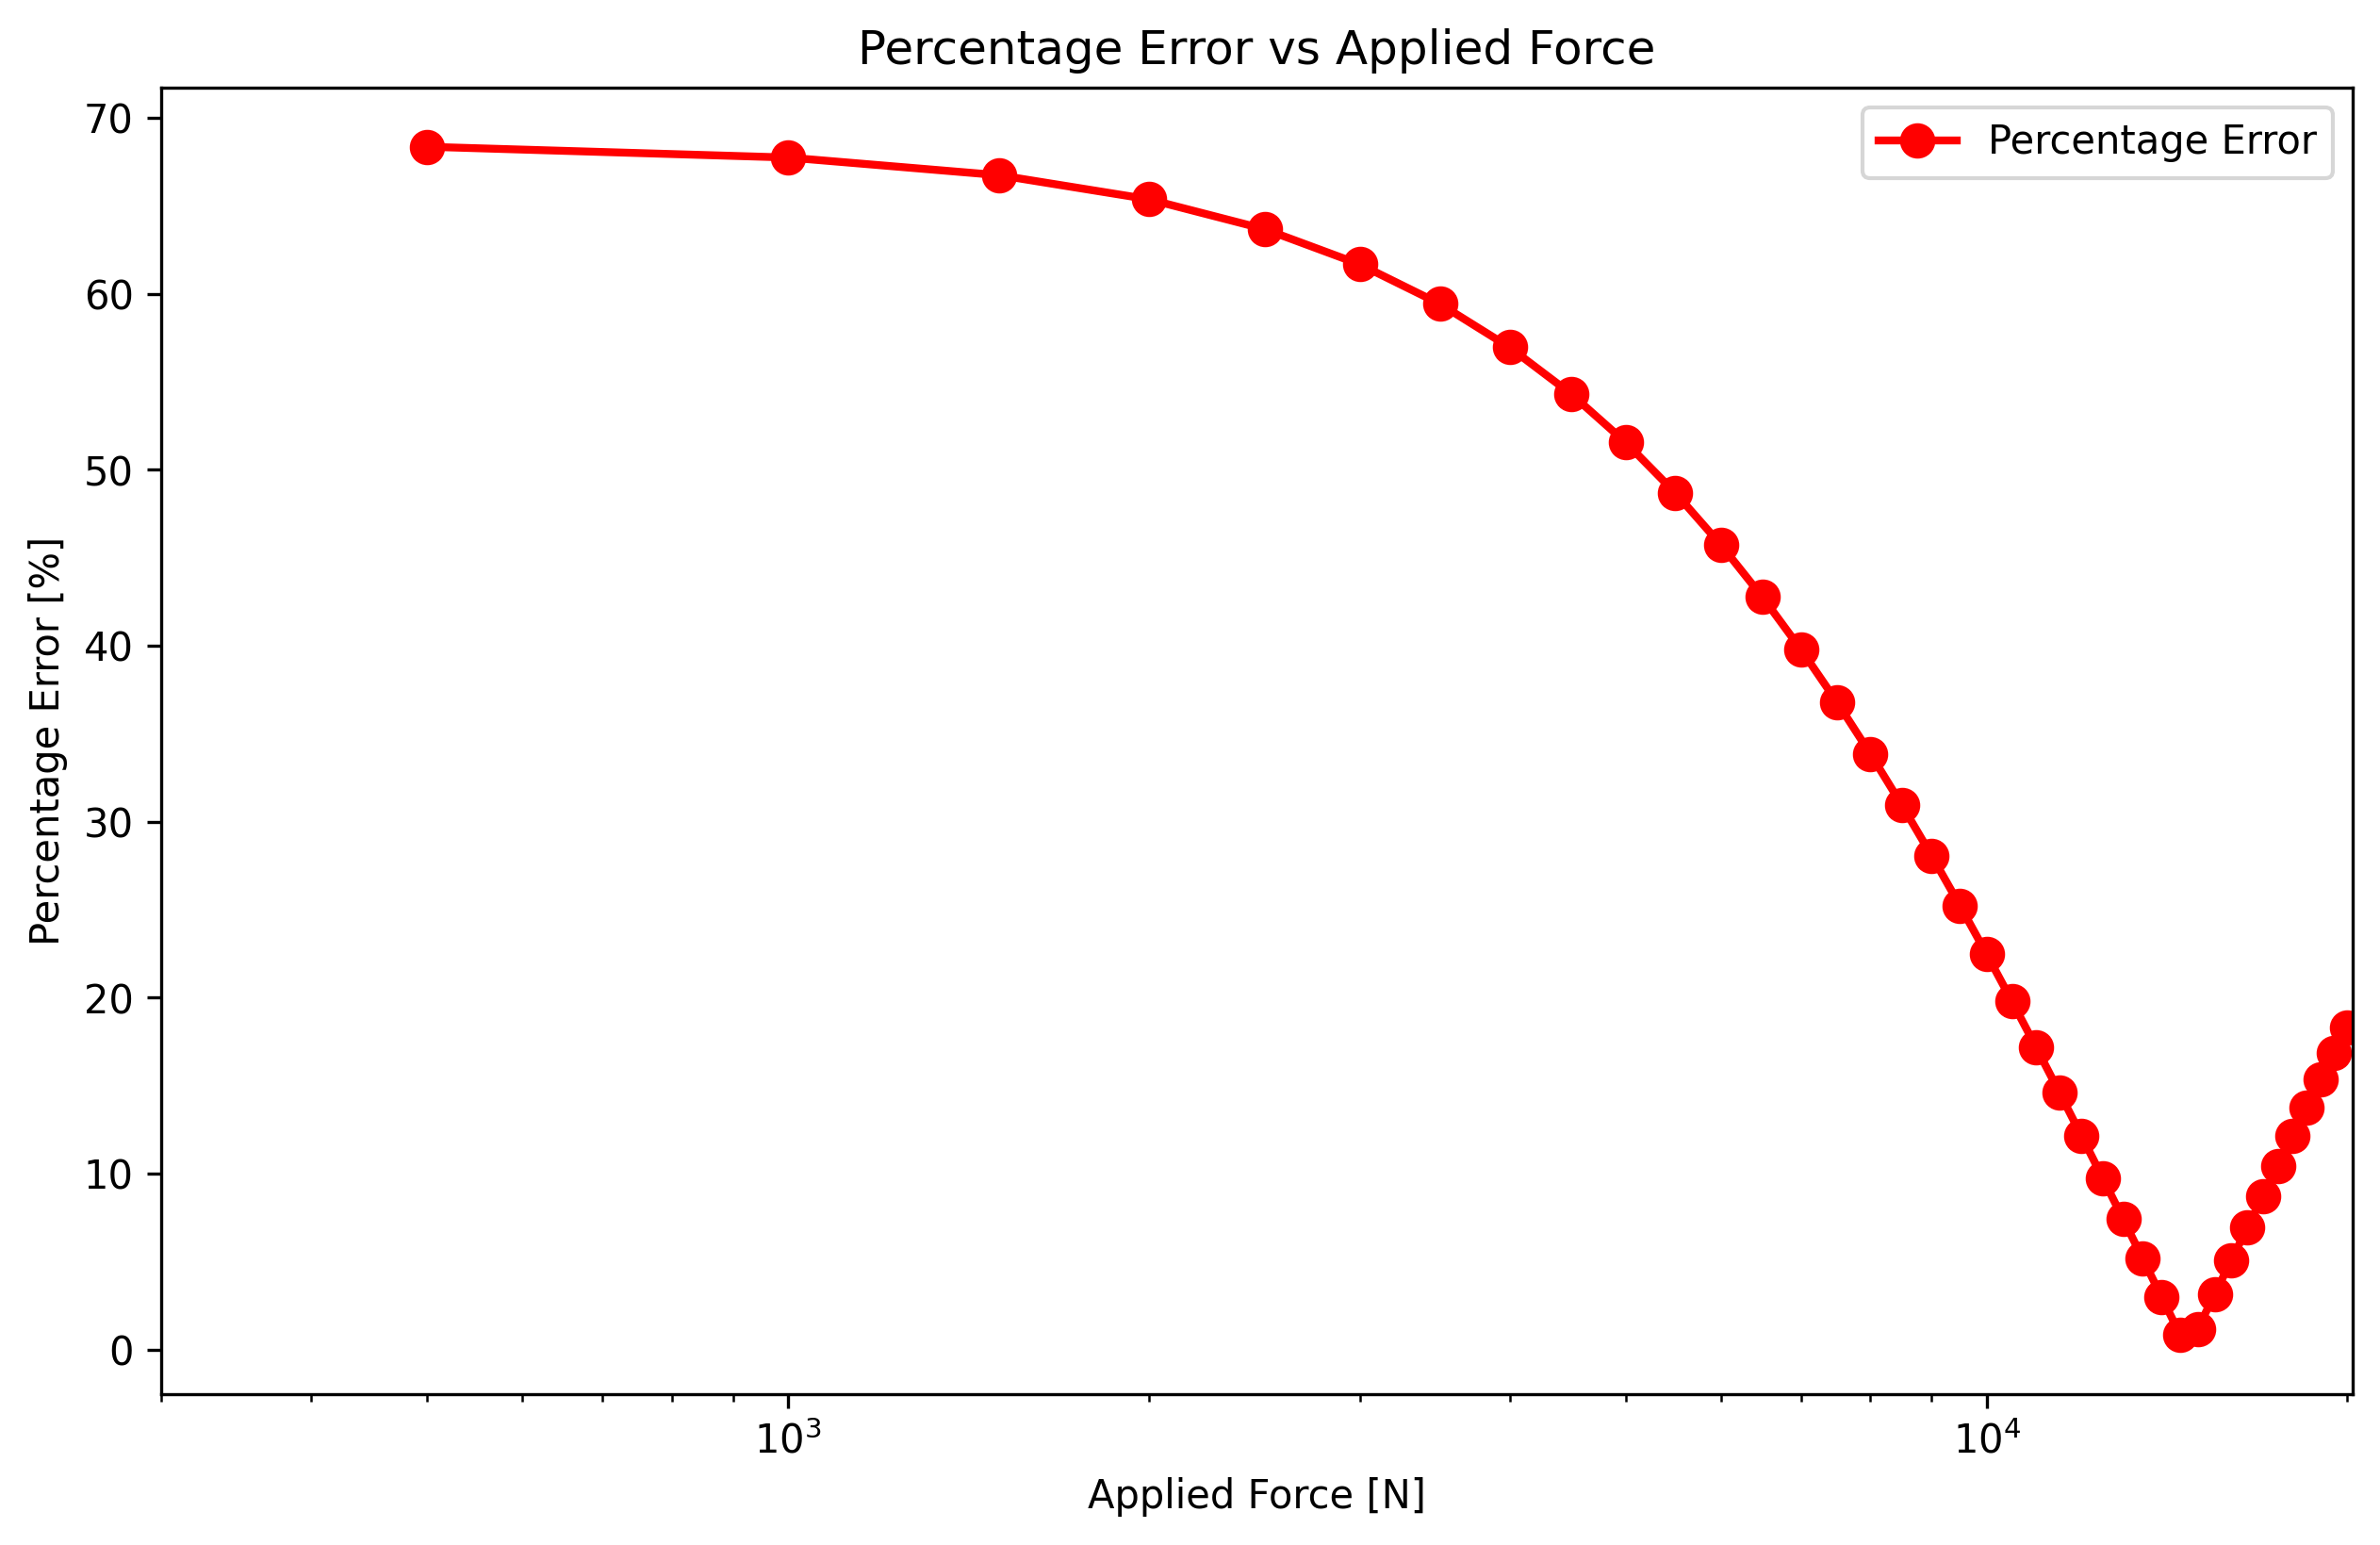 Percentage Error vs Applied Force
Percentage Error
70
60
50
40
30
20
10
0
Percentage Error [%]
10³
10⁴
Applied Force [N]